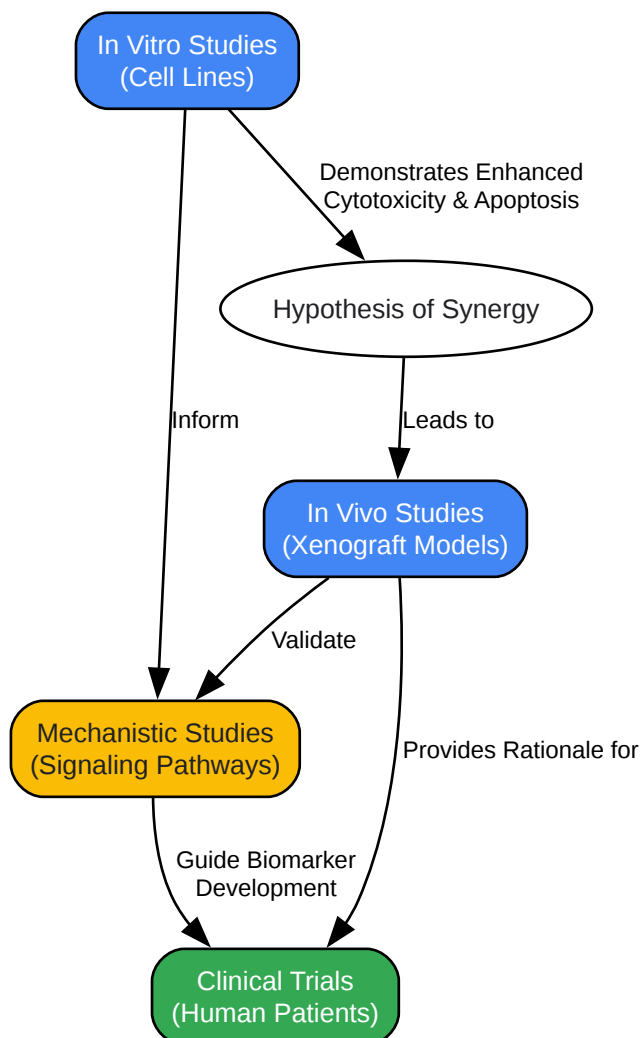 In Vitro Studies
(Cell Lines)
Demonstrates Enhanced
Cytotoxicity & Apoptosis
Hypothesis of Synergy
Inform
Leads to
In Vivo Studies
(Xenograft Models)
Validate
Mechanistic Studies
(Signaling Pathways)
Provides Rationale for
Guide Biomarker
Development
Clinical Trials
(Human Patients)